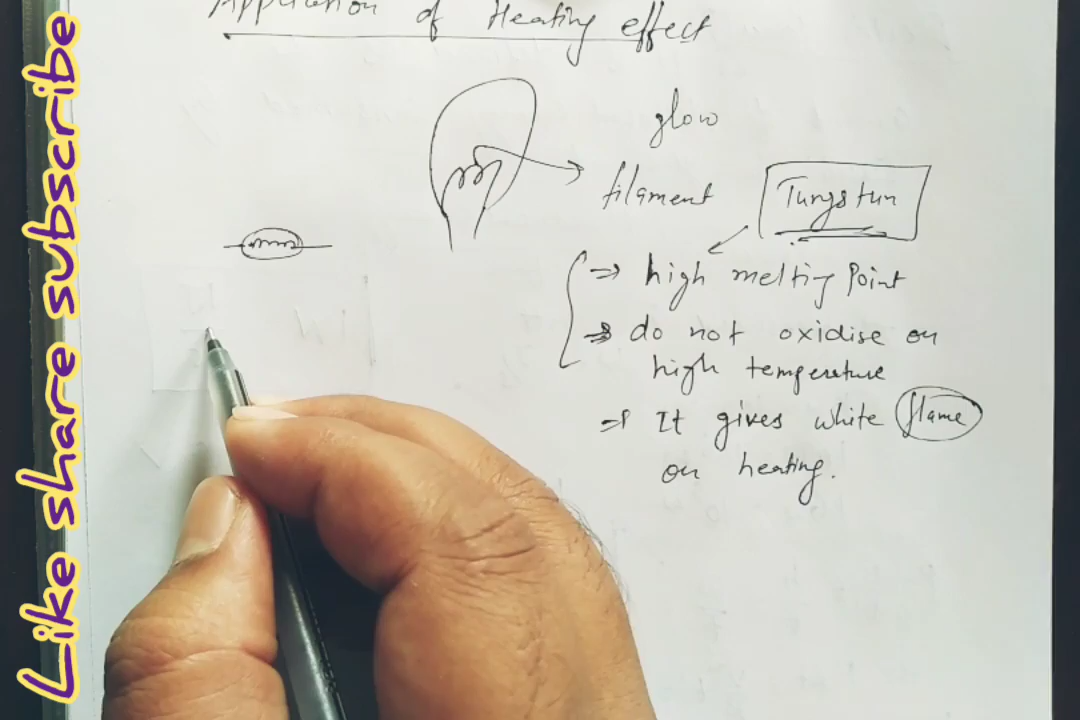 Application of Heating effect
glow
filament Tungstun
⇒ high melting point
⇒ do not oxidise on
high temperature
⇒ It gives white flame
on heating.
Like share subscribe